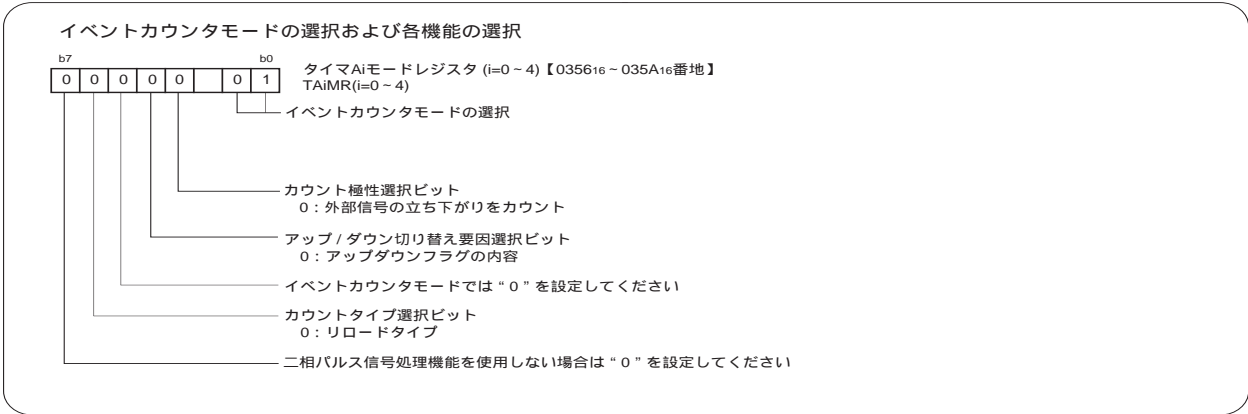 イベントカウンタモードの選択および各機能の選択
b7 b0
0 0 0 0 0 0 1
タイマAiモードレジスタ (i=0~4)【035616~035A16番地】
TAiMR(i=0~4)
イベントカウンタモードの選択
カウント極性選択ビット
0:外部信号の立ち下がりをカウント
アップ/ダウン切り替え要因選択ビット
0:アップダウンフラグの内容
イベントカウンタモードでは“0”を設定してください
カウントタイプ選択ビット
0:リロードタイプ
二相パルス信号処理機能を使用しない場合は“0”を設定してください